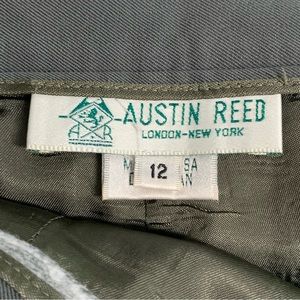 A R
AUSTIN REED
LONDON-NEW YORK
12